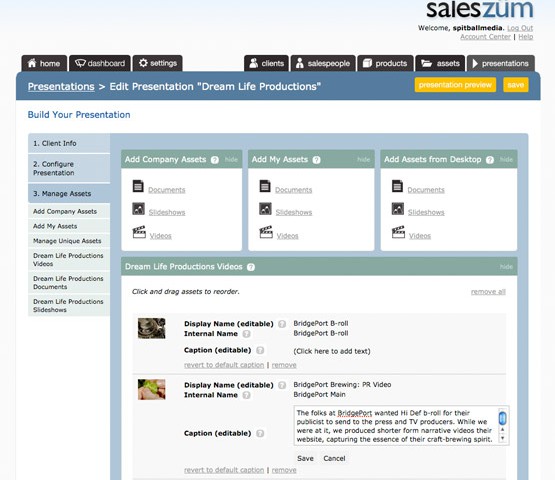 saleszüm
Welcome, spitballmedia. Log Out
Account Center | Help
home dashboard settings clients salespeople products assets presentations
Presentations > Edit Presentation "Dream Life Productions"
presentation preview save
Build Your Presentation
1. Client Info
2. Configure
Presentation
3. Manage Assets
Add Company Assets
Add My Assets
Manage Unique Assets
Dream Life Productions
Videos
Dream Life Productions
Documents
Dream Life Productions
Slideshows
Add Company Assets ? hide
Documents
Slideshows
Videos
Add My Assets ? hide
Documents
Slideshows
Videos
Add Assets from Desktop ? hide
Documents
Slideshows
Videos
Dream Life Productions Videos ? hide
Click and drag assets to reorder. remove all
Display Name (editable) ? BridgePort B-roll
Internal Name ? BridgePort B-roll
Caption (editable) ? (Click here to add text)
revert to default caption | remove
Display Name (editable) ? BridgePort Brewing: PR Video
Internal Name ? BridgePort Main
Caption (editable) ?
The folks at BridgePort wanted Hi Def b-roll for their
publicist to send to the press and TV producers. While we
were at it, we produced shorter form narrative videos their
website, capturing the essence of their craft-brewing spirit.
Save Cancel
revert to default caption | remove